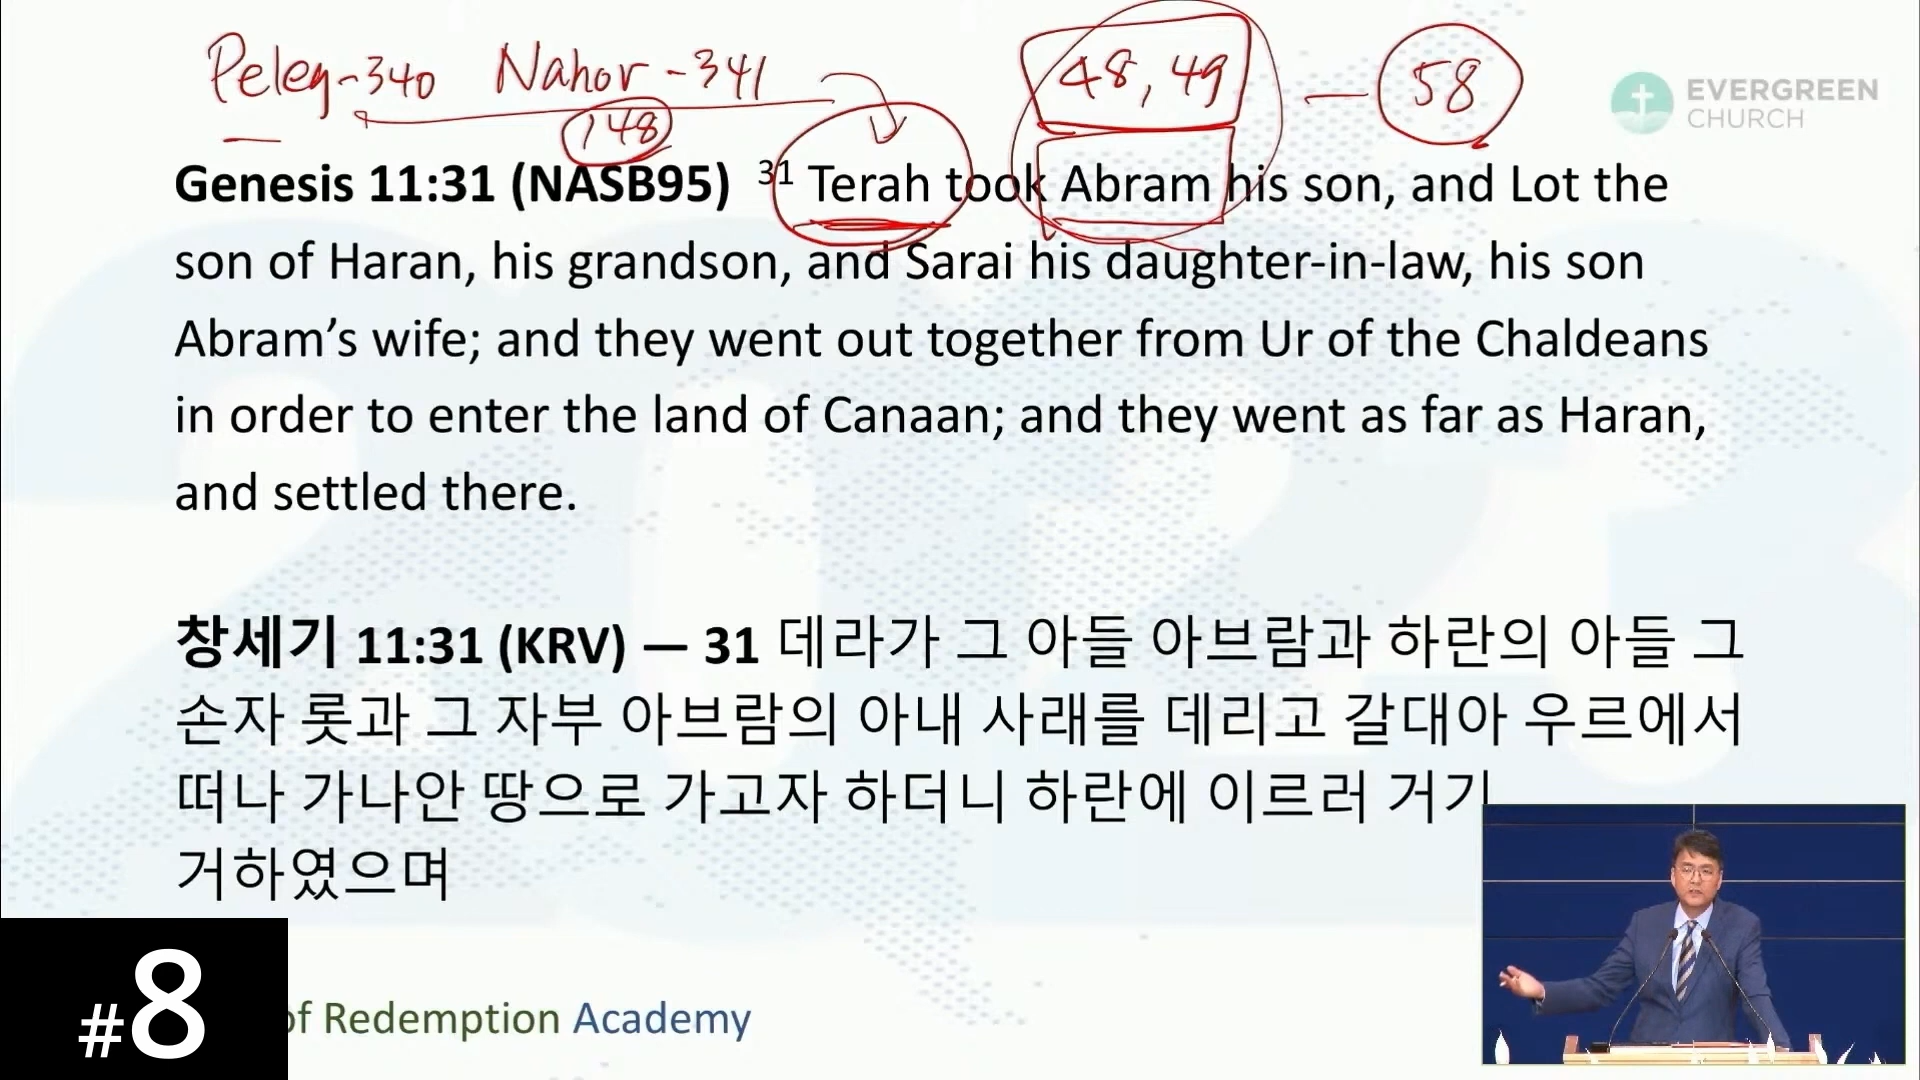 Peleg-340 Nahor-341 48, 49 — 58
148
EVERGREEN
CHURCH
Genesis 11:31 (NASB95) 31 Terah took Abram his son, and Lot the
son of Haran, his grandson, and Sarai his daughter-in-law, his son
Abram’s wife; and they went out together from Ur of the Chaldeans
in order to enter the land of Canaan; and they went as far as Haran,
and settled there.
창세기 11:31 (KRV) — 31 데라가 그 아들 아브람과 하란의 아들 그
손자 롯과 그 자부 아브람의 아내 사래를 데리고 갈대아 우르에서
떠나 가나안 땅으로 가고자 하더니 하란에 이르러 거기
거하였으며
#8
of Redemption Academy